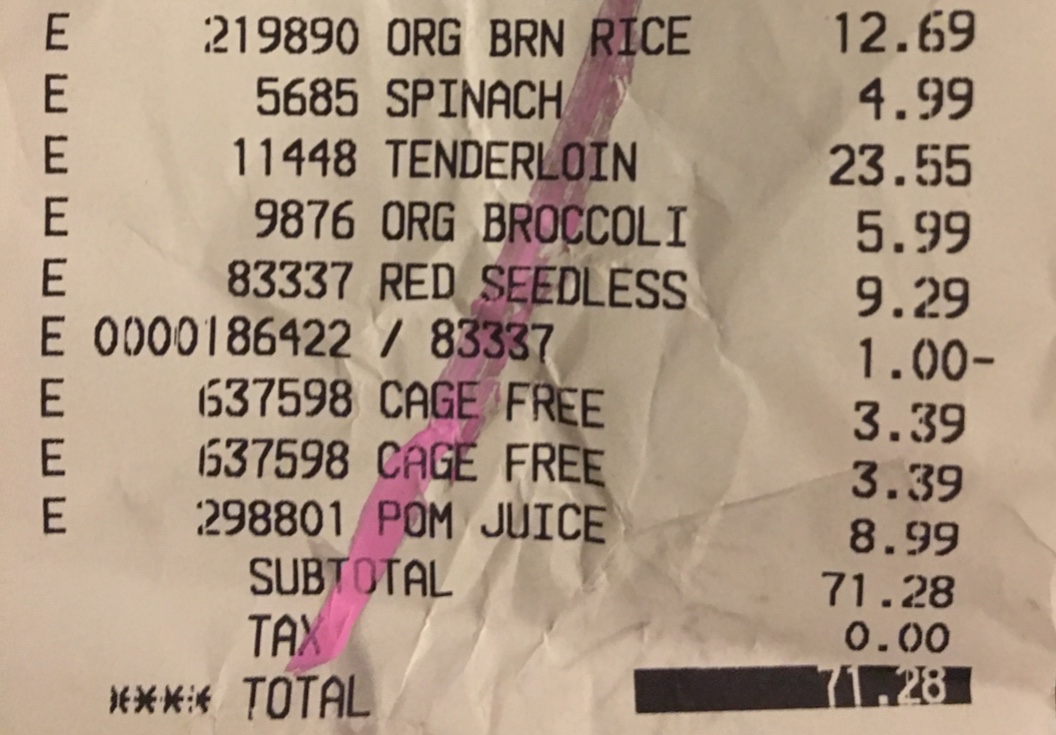 E 219890 ORG BRN RICE 12.69
E 5685 SPINACH 4.99
E 11448 TENDERLOIN 23.55
E 9876 ORG BROCCOLI 5.99
E 83337 RED SEEDLESS 9.29
E 0000186422 / 83337 1.00-
E 637598 CAGE FREE 3.39
E 637598 CAGE FREE 3.39
E 298801 POM JUICE 8.99
SUBTOTAL 71.28
TAX 0.00
**** TOTAL 71.28